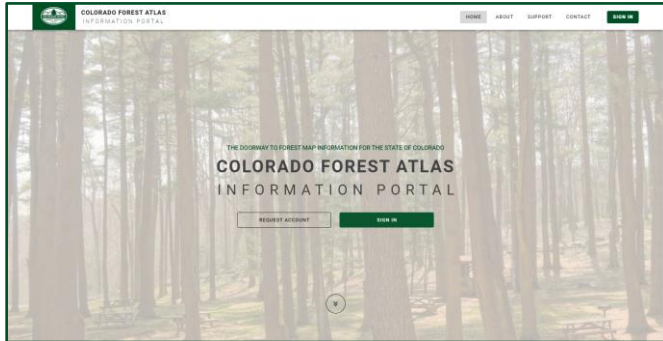 COLORADO FOREST ATLAS
INFORMATION PORTAL
HOME ABOUT SUPPORT CONTACT SIGN IN
THE DOORWAY TO FOREST MAP INFORMATION FOR THE STATE OF COLORADO
COLORADO FOREST ATLAS
INFORMATION PORTAL
REQUEST ACCOUNT SIGN IN